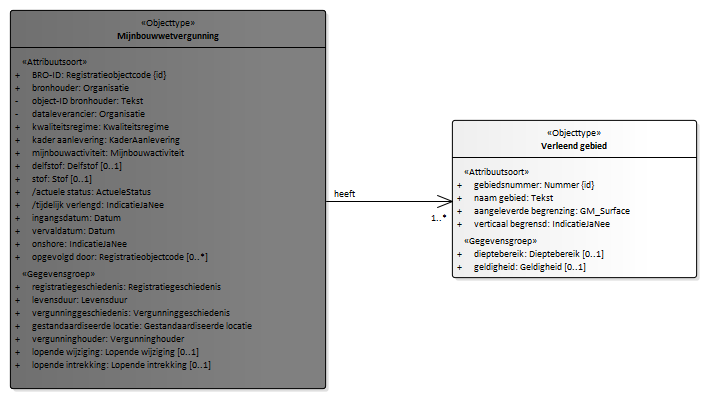 «Objecttype»
Mijnbouwwetvergunning
«Attribuutsoort»
+ BRO-ID: Registratieobjectcode {id}
+ bronhouder: Organisatie
- object-ID bronhouder: Tekst
- dataleverancier: Organisatie
+ kwaliteitsregime: Kwaliteitsregime
+ kader aanlevering: KaderAanlevering
+ mijnbouwactiviteit: Mijnbouwactiviteit
+ delfstof: Delfstof [0..1]
+ stof: Stof [0..1]
+ /actuele status: ActueleStatus
+ /tijdelijk verlengd: IndicatieJaNee
+ ingangsdatum: Datum
+ vervaldatum: Datum
+ onshore: IndicatieJaNee
+ opgevolgd door: Registratieobjectcode [0..*]
«Gegevensgroep»
+ registratiegeschiedenis: Registratiegeschiedenis
+ levensduur: Levensduur
+ vergunninggeschiedenis: Vergunninggeschiedenis
+ gestandaardiseerde locatie: Gestandaardiseerde locatie
+ vergunninghouder: Vergunninghouder
+ lopende wijziging: Lopende wijziging [0..1]
+ lopende intrekking: Lopende intrekking [0..1]
heeft
1..*
«Objecttype»
Verleend gebied
«Attribuutsoort»
+ gebiedsnummer: Nummer {id}
+ naam gebied: Tekst
+ aangeleverde begrenzing: GM_Surface
+ verticaal begrensd: IndicatieJaNee
«Gegevensgroep»
+ dieptebereik: Dieptebereik [0..1]
+ geldigheid: Geldigheid [0..1]